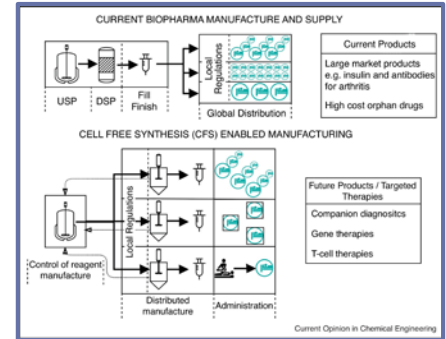 CURRENT BIOPHARMA MANUFACTURE AND SUPPLY
USP
DSP
Fill
Finish
Local
Regulations
Global Distribution
Current Products
Large market products
e.g. insulin and antibodies
for arthritis
High cost orphan drugs
CELL FREE SYNTHESIS (CFS) ENABLED MANUFACTURING
Control of reagent
manufacture
Local Regulations
Distributed
manufacture
Administration
Future Products / Targeted
Therapies
Companion diagnositcs
Gene therapies
T-cell therapies
Current Opinion in Chemical Engineering